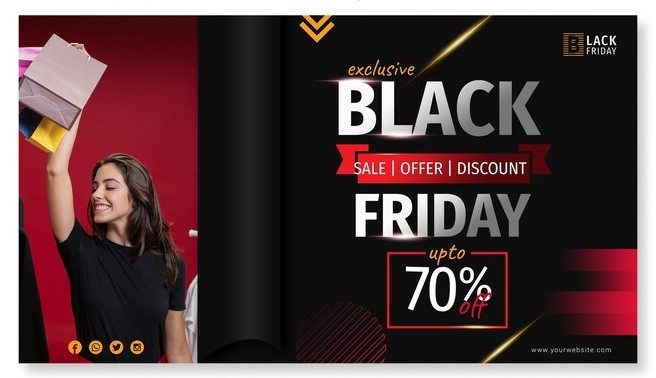 LACK
FRIDAY
exclusive
BLACK
SALE | OFFER | DISCOUNT
FRIDAY
upto
70%
off
www.yourwebsite.com